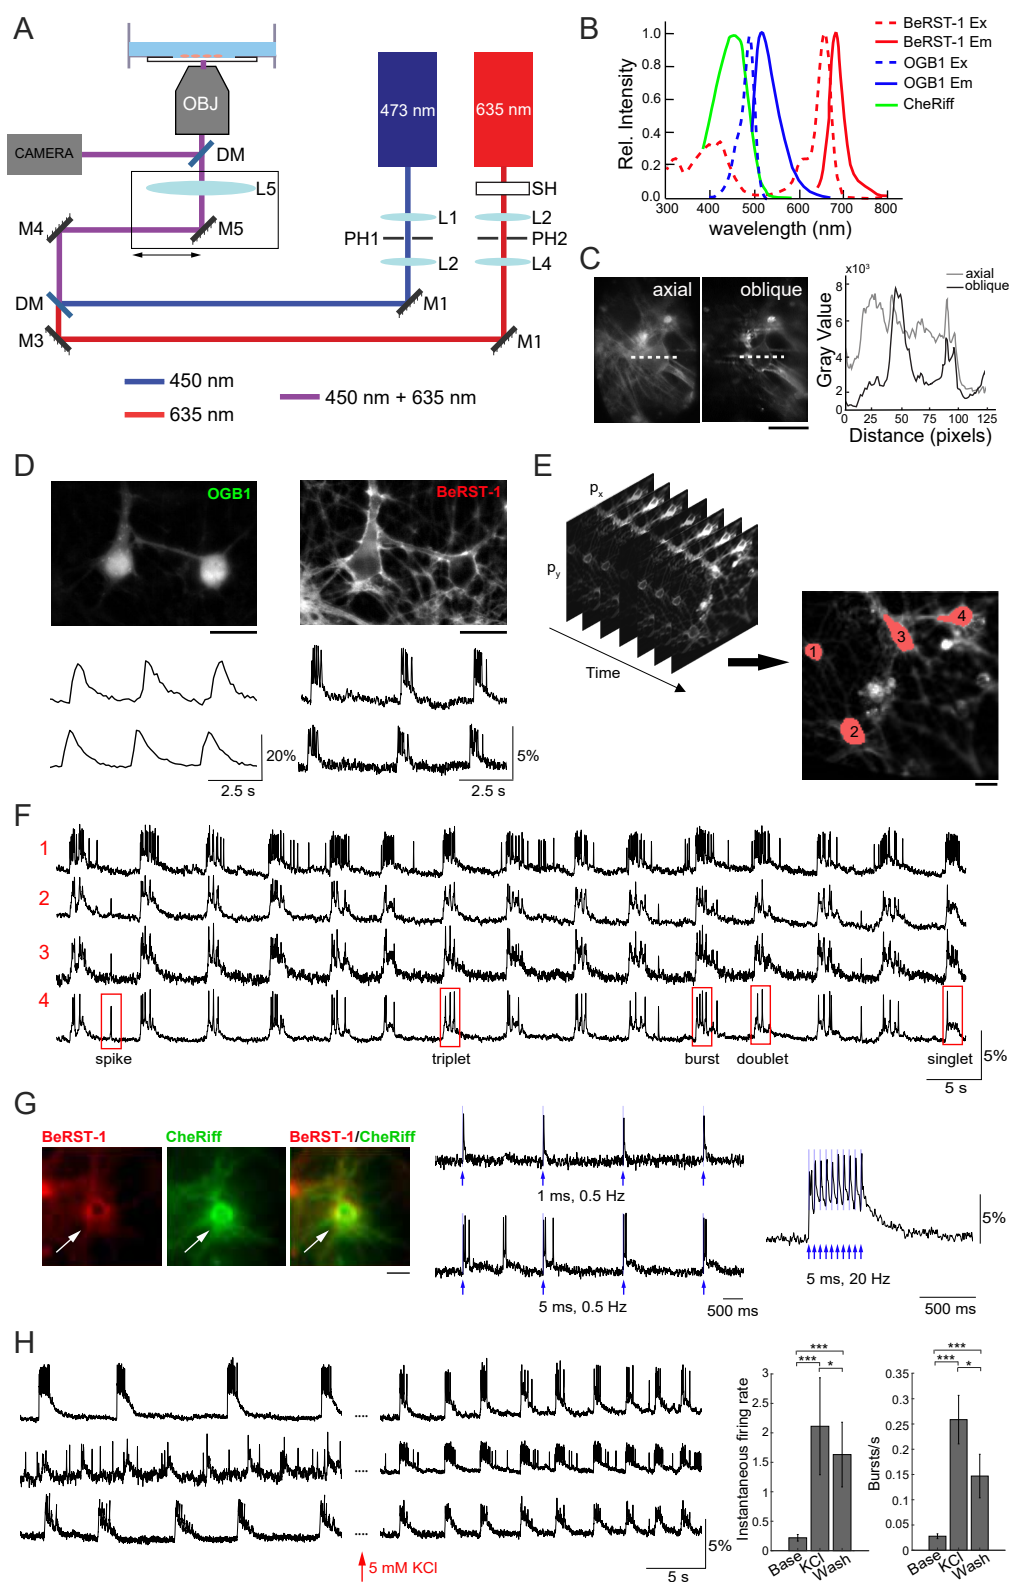 A
OBJ
473 nm
635 nm
CAMERA
DM
SH
L5
L1
L2
M4
M5
PH1
PH2
L2
L4
DM
M1
M3
M1
450 nm
635 nm
450 nm + 635 nm
B
BeRST-1 Ex
BeRST-1 Em
OGB1 Ex
OGB1 Em
CheRiff
Rel. Intensity
1.0
0.8
0.6
0.4
0.2
0.0
300 400 500 600 700 800
wavelength (nm)
C
axial
oblique
x10³
axial
oblique
Gray Value
8
6
4
2
0
0 25 50 75 100 125
Distance (pixels)
D
OGB1
BeRST-1
20%
2.5 s
5%
2.5 s
E
px
py
Time
1
2
3
4
F
1
2
3
4
spike
triplet
burst
doublet
singlet
5%
5 s
G
BeRST-1
CheRiff
BeRST-1/CheRiff
1 ms, 0.5 Hz
5 ms, 0.5 Hz
500 ms
5 ms, 20 Hz
5%
500 ms
H
5 mM KCl
5%
5 s
Instantaneous firing rate
3
2.5
2
1.5
1
0.5
0
***
***
*
Base KCl Wash
Bursts/s
0.35
0.3
0.25
0.2
0.15
0.1
0.05
0
***
***
*
Base KCl Wash